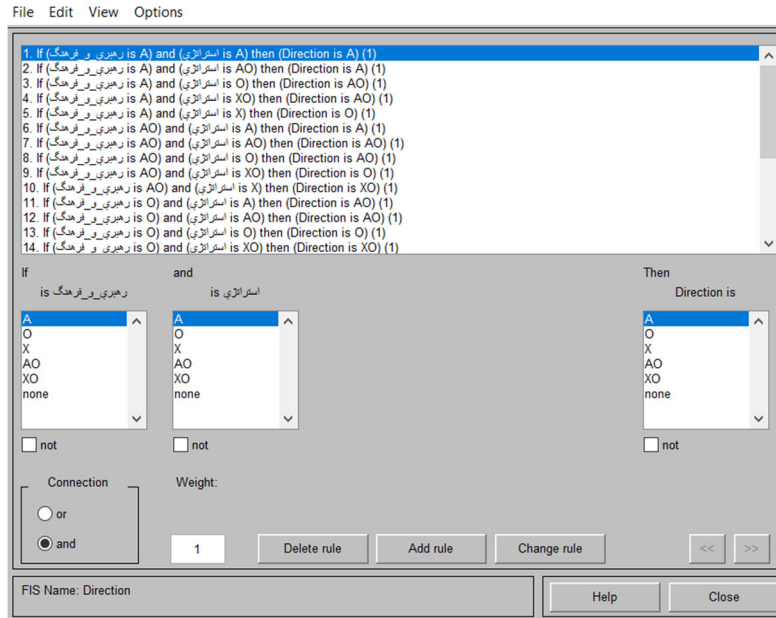 File Edit View Options
1. If (رهبري_و_فرهنگ is A) and (استراتژي is A) then (Direction is A) (1)
2. If (رهبري_و_فرهنگ is A) and (استراتژي is AO) then (Direction is A) (1)
3. If (رهبري_و_فرهنگ is A) and (استراتژي is O) then (Direction is AO) (1)
4. If (رهبري_و_فرهنگ is A) and (استراتژي is XO) then (Direction is AO) (1)
5. If (رهبري_و_فرهنگ is A) and (استراتژي is X) then (Direction is O) (1)
6. If (رهبري_و_فرهنگ is AO) and (استراتژي is A) then (Direction is A) (1)
7. If (رهبري_و_فرهنگ is AO) and (استراتژي is AO) then (Direction is AO) (1)
8. If (رهبري_و_فرهنگ is AO) and (استراتژي is O) then (Direction is AO) (1)
9. If (رهبري_و_فرهنگ is AO) and (استراتژي is XO) then (Direction is O) (1)
10. If (رهبري_و_فرهنگ is AO) and (استراتژي is X) then (Direction is XO) (1)
11. If (رهبري_و_فرهنگ is O) and (استراتژي is A) then (Direction is AO) (1)
12. If (رهبري_و_فرهنگ is O) and (استراتژي is AO) then (Direction is AO) (1)
13. If (رهبري_و_فرهنگ is O) and (استراتژي is O) then (Direction is O) (1)
14. If (رهبري_و_فرهنگ is O) and (استراتژي is XO) then (Direction is XO) (1)
If and Then
رهبري_و_فرهنگ is استراتژي is Direction is
A A A
O O O
X X X
AO AO AO
XO XO XO
none none none
not not not
Connection Weight:
or
and 1 Delete rule Add rule Change rule << >>
FIS Name: Direction Help Close